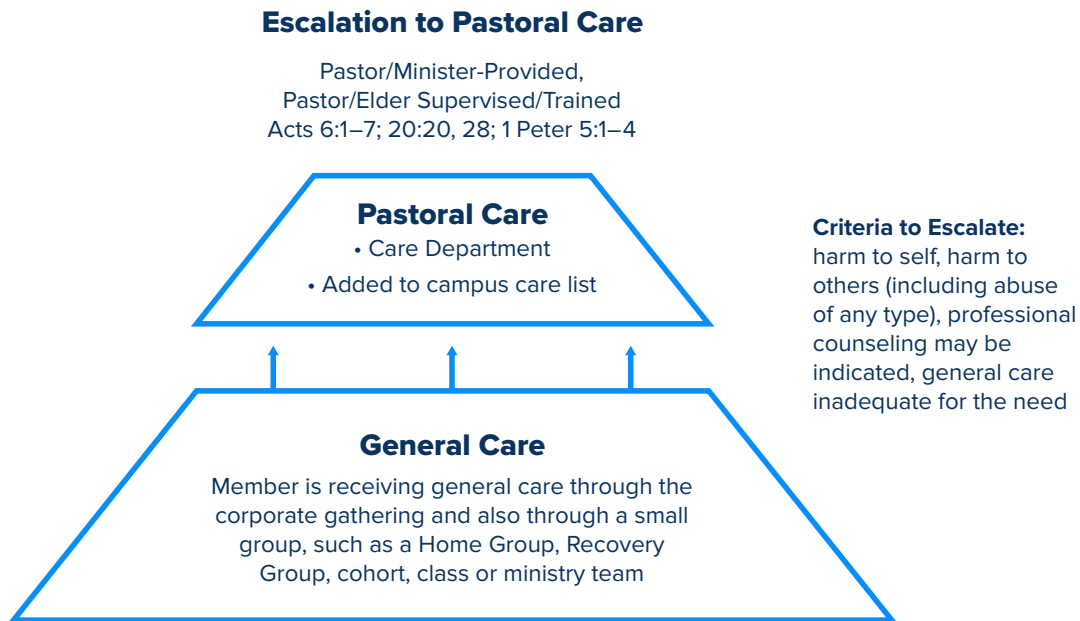 Escalation to Pastoral Care
Pastor/Minister-Provided,
Pastor/Elder Supervised/Trained
Acts 6:1–7; 20:20, 28; 1 Peter 5:1–4
Pastoral Care
• Care Department
• Added to campus care list
Criteria to Escalate:
harm to self, harm to
others (including abuse
of any type), professional
counseling may be
indicated, general care
inadequate for the need
General Care
Member is receiving general care through the
corporate gathering and also through a small
group, such as a Home Group, Recovery
Group, cohort, class or ministry team